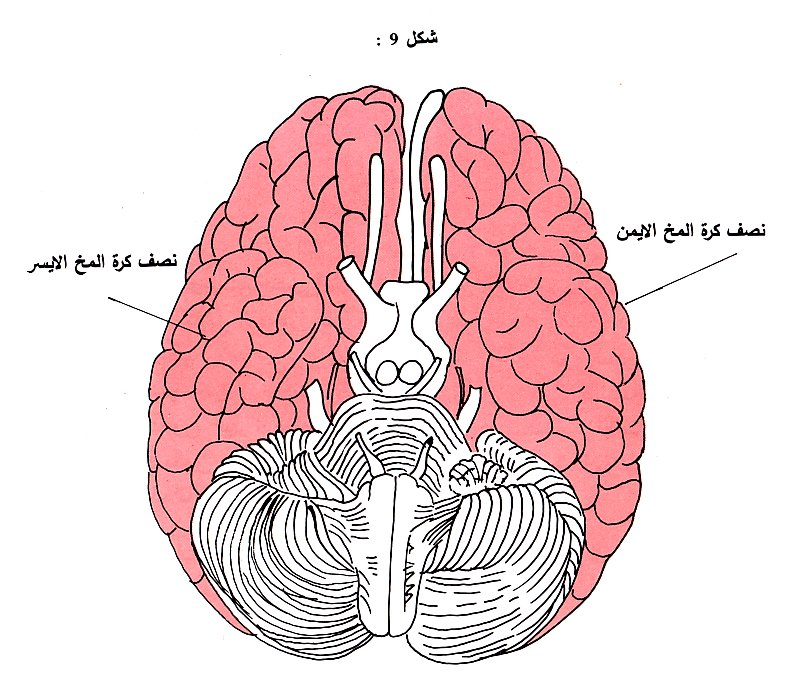 شكل 9 :
نصف كرة المخ الايمن
نصف كرة المخ الايسر